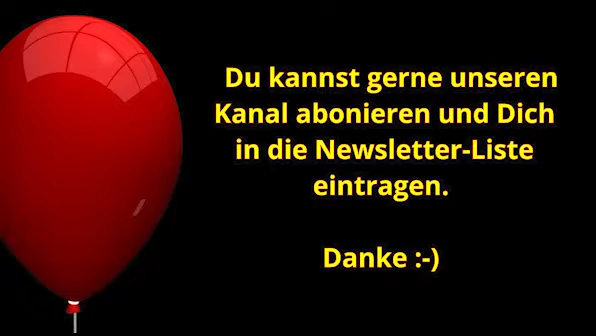 Du kannst gerne unseren
Kanal abonieren und Dich
in die Newsletter-Liste
eintragen.
Danke :-)